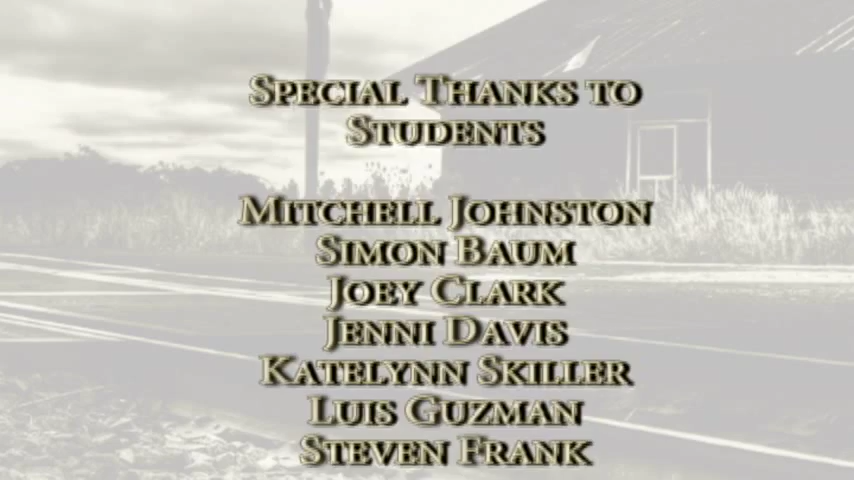 Special Thanks to
Students
Mitchell Johnston
Simon Baum
Joey Clark
Jenni Davis
Katelynn Skiller
Luis Guzman
Steven Frank